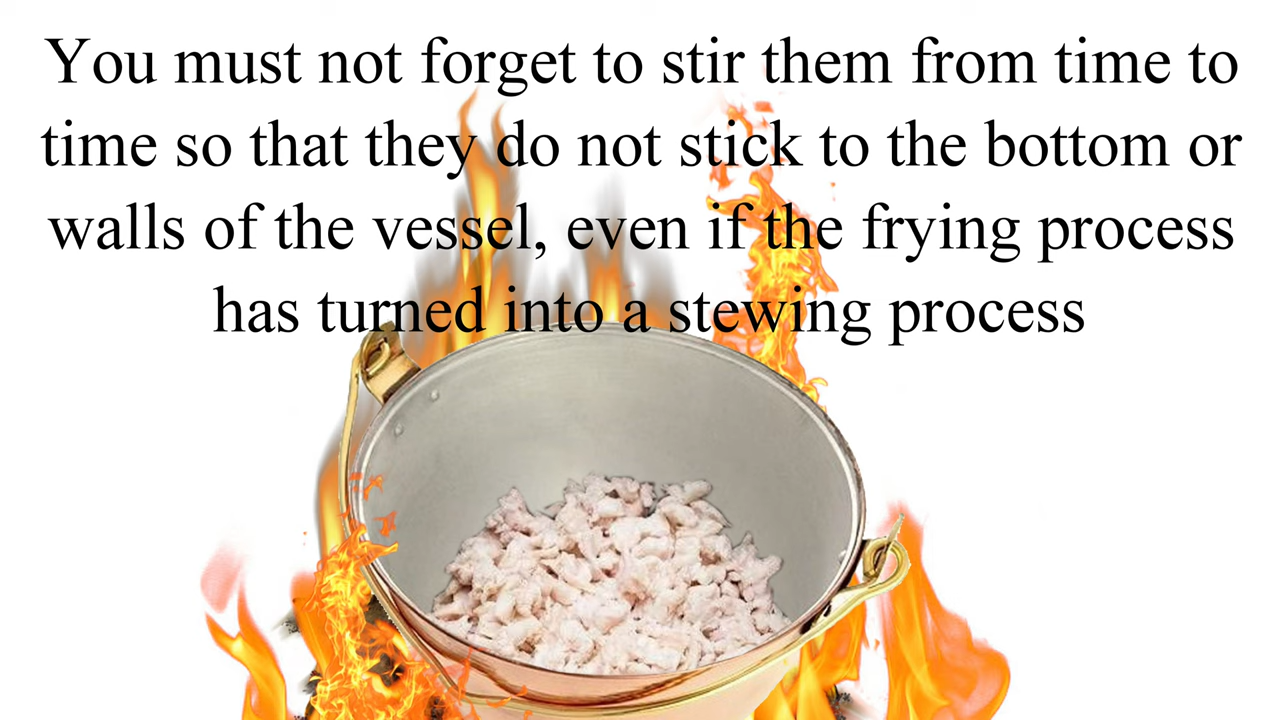 You must not forget to stir them from time to
time so that they do not stick to the bottom or
walls of the vessel, even if the frying process
has turned into a stewing process